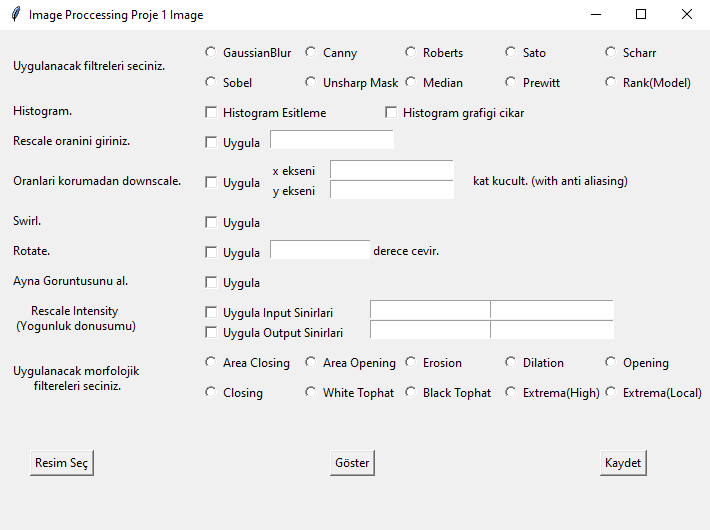 Image Proccessing Proje 1 Image
Uygulanacak filtreleri seciniz.
GaussianBlur Canny Roberts Sato Scharr
Sobel Unsharp Mask Median Prewitt Rank(Model)
Histogram. Histogram Esitleme Histogram grafigi cikar
Rescale oranini giriniz. Uygula
Oranlari korumadan downscale. Uygula x ekseni kat kucult. (with anti aliasing)
y ekseni
Swirl. Uygula
Rotate. Uygula derece cevir.
Ayna Goruntusunu al. Uygula
Rescale Intensity Uygula Input Sinirlari
(Yogunluk donusumu) Uygula Output Sinirlari
Uygulanacak morfolojik
filtereleri seciniz.
Area Closing Area Opening Erosion Dilation Opening
Closing White Tophat Black Tophat Extrema(High) Extrema(Local)
Resim Seç Göster Kaydet